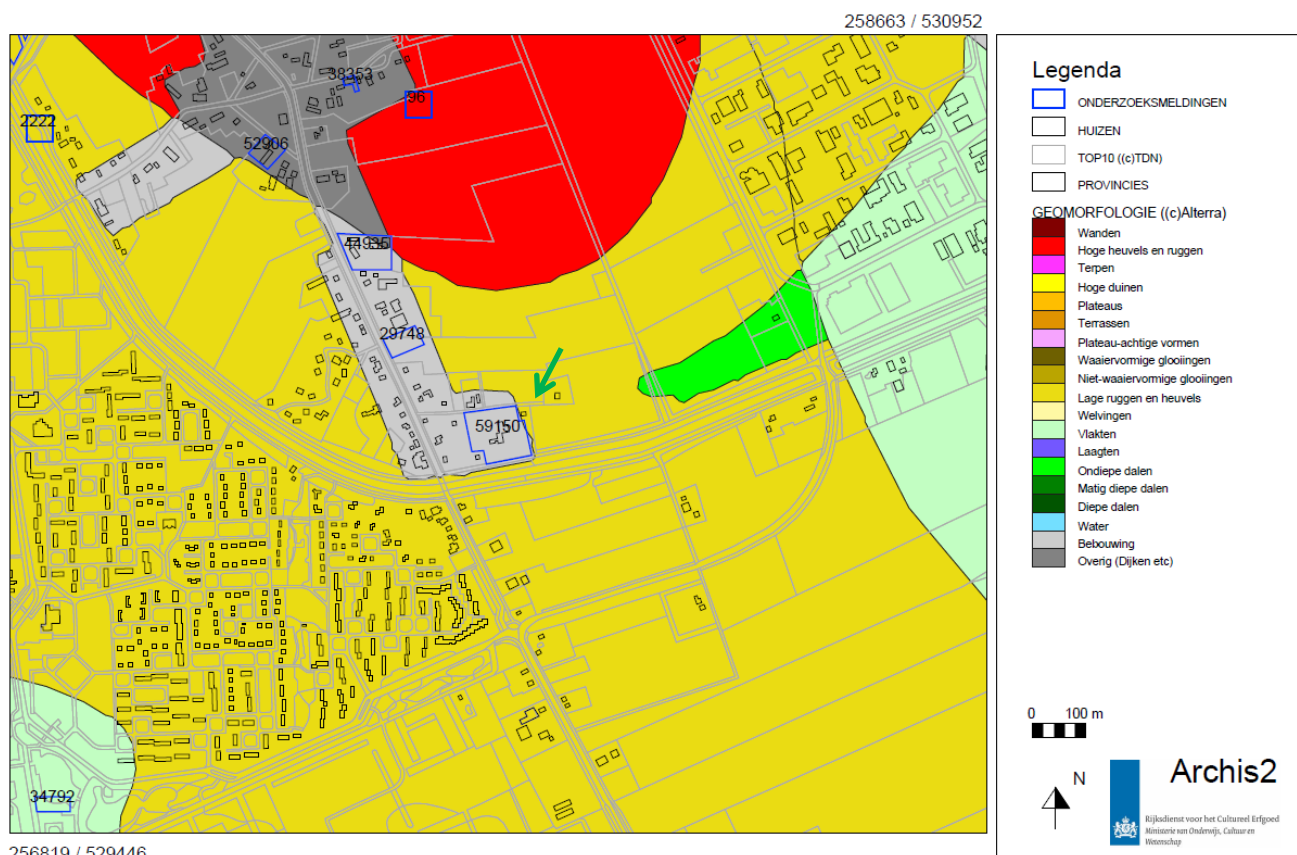 258663 / 530952
38353
96
2222
52906
29748
59150
34792
256819 / 529446
Legenda
ONDERZOEKSMELDINGEN
HUIZEN
TOP10 ((c)TDN)
PROVINCIES
GEOMORFOLOGIE ((c)Alterra)
Wanden
Hoge heuvels en ruggen
Terpen
Hoge duinen
Plateaus
Terrassen
Plateau-achtige vormen
Waaiervormige glooiingen
Niet-waaiervormige glooiingen
Lage ruggen en heuvels
Welvingen
Vlakten
Laagten
Ondiepe dalen
Matig diepe dalen
Diepe dalen
Water
Bebouwing
Overig (Dijken etc)
0 100 m
N
Archis2
Rijksdienst voor het Cultureel Erfgoed
Ministerie van Onderwijs, Cultuur en
Wetenschap